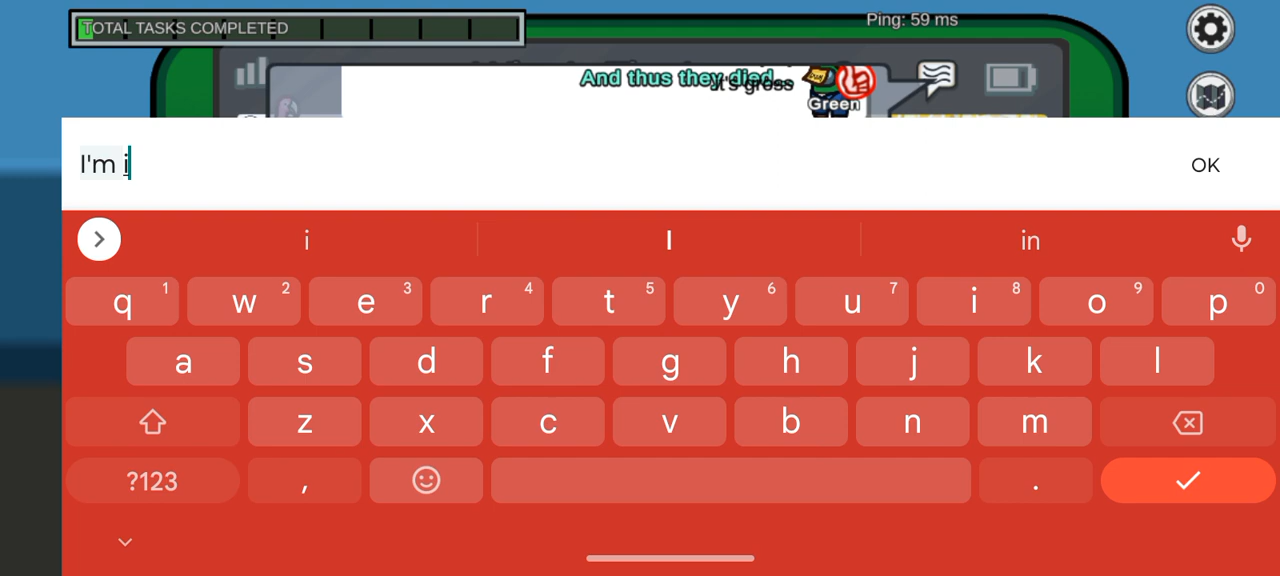 TOTAL TASKS COMPLETED
Ping: 59 ms
And thus they died...
It's gross
DUM
Green
I'm i
OK
i I in
q 1 w 2 e 3 r 4 t 5 y 6 u 7 i 8 o 9 p 0
a s d f g h j k l
z x c v b n m
?123 , .